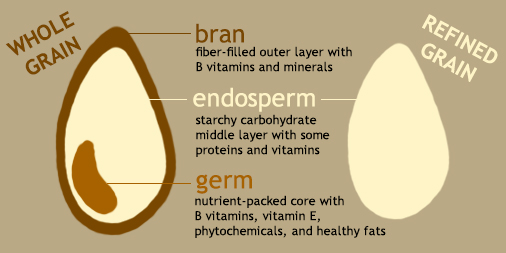 WHOLE
GRAIN
bran
fiber-filled outer layer with
B vitamins and minerals
endosperm
starchy carbohydrate
middle layer with some
proteins and vitamins
germ
nutrient-packed core with
B vitamins, vitamin E,
phytochemicals, and healthy fats
REFINED
GRAIN